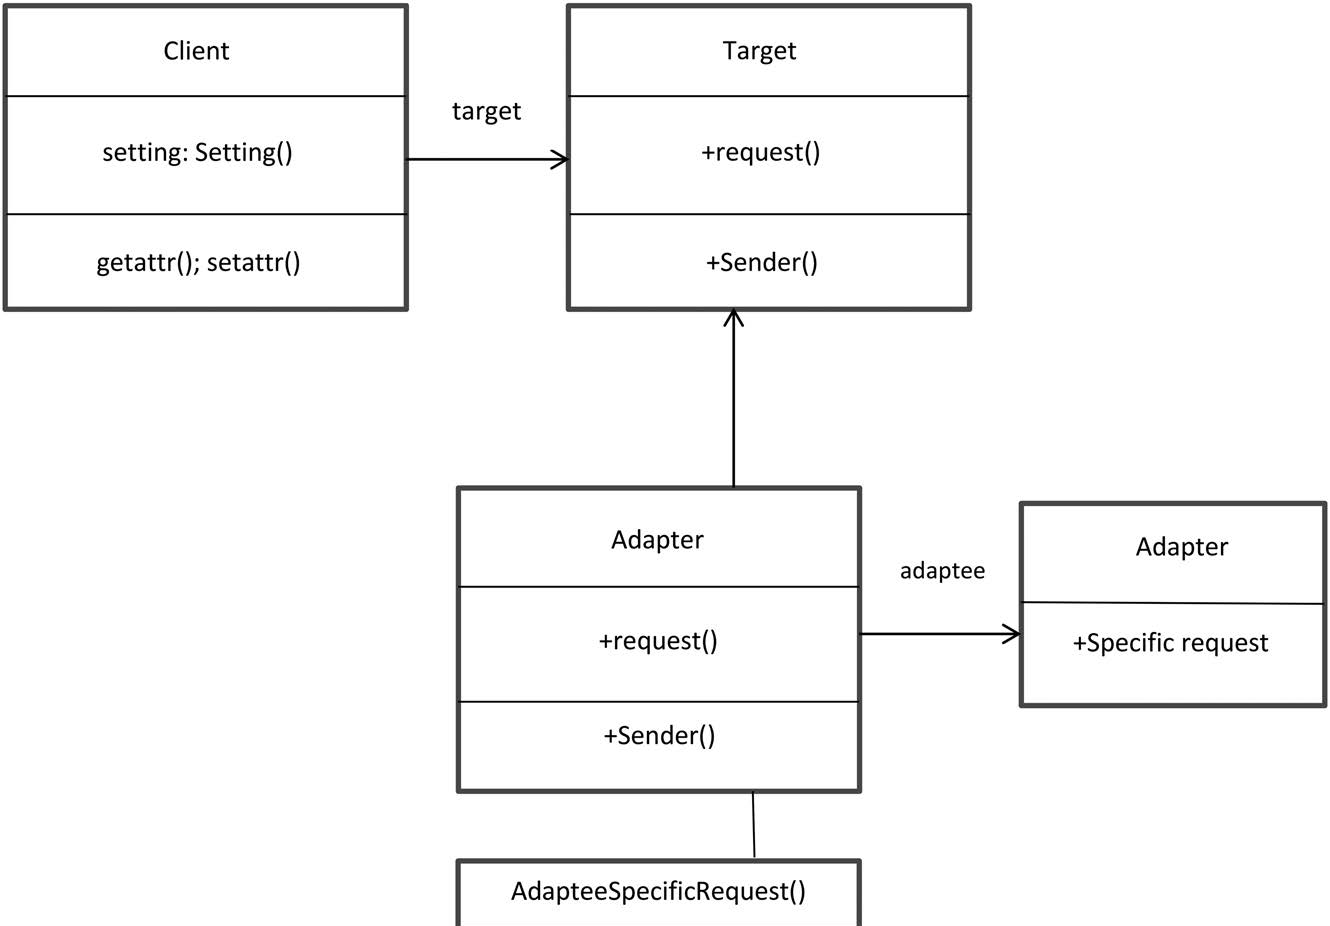 Client
setting: Setting()
getattr(); setattr()
target
Target
+request()
+Sender()
Adapter
+request()
+Sender()
adaptee
Adapter
+Specific request
AdapteeSpecificRequest()